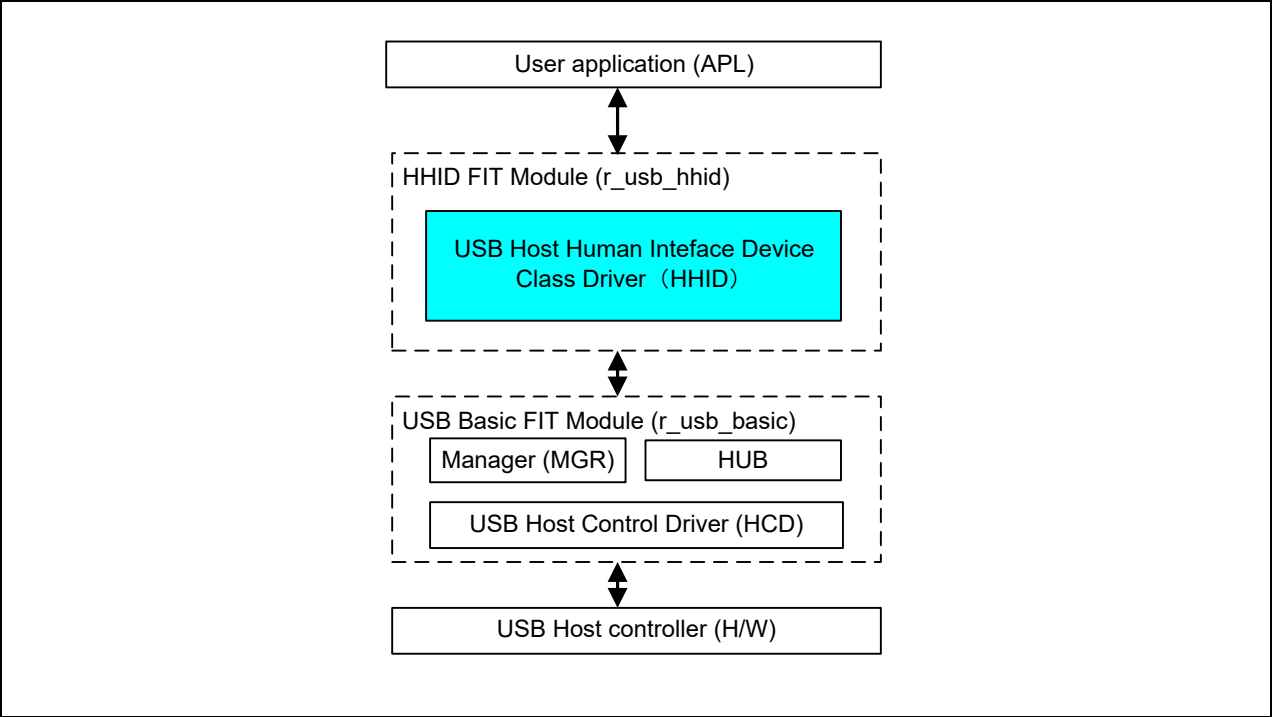 User application (APL)
HHID FIT Module (r_usb_hhid)
USB Host Human Inteface Device
Class Driver（HHID）
USB Basic FIT Module (r_usb_basic)
Manager (MGR)
HUB
USB Host Control Driver (HCD)
USB Host controller (H/W)